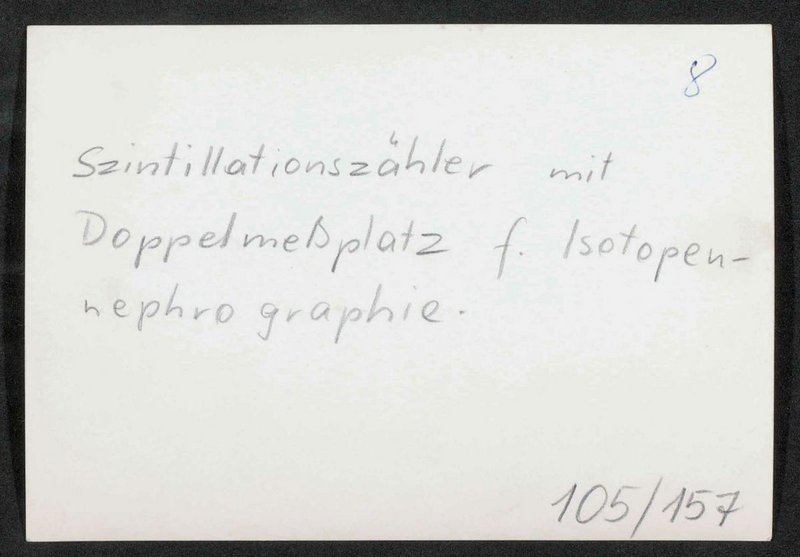 8
Szintillationszähler mit
Doppelmeßplatz f. Isotopen-
nephrographie.
105/157